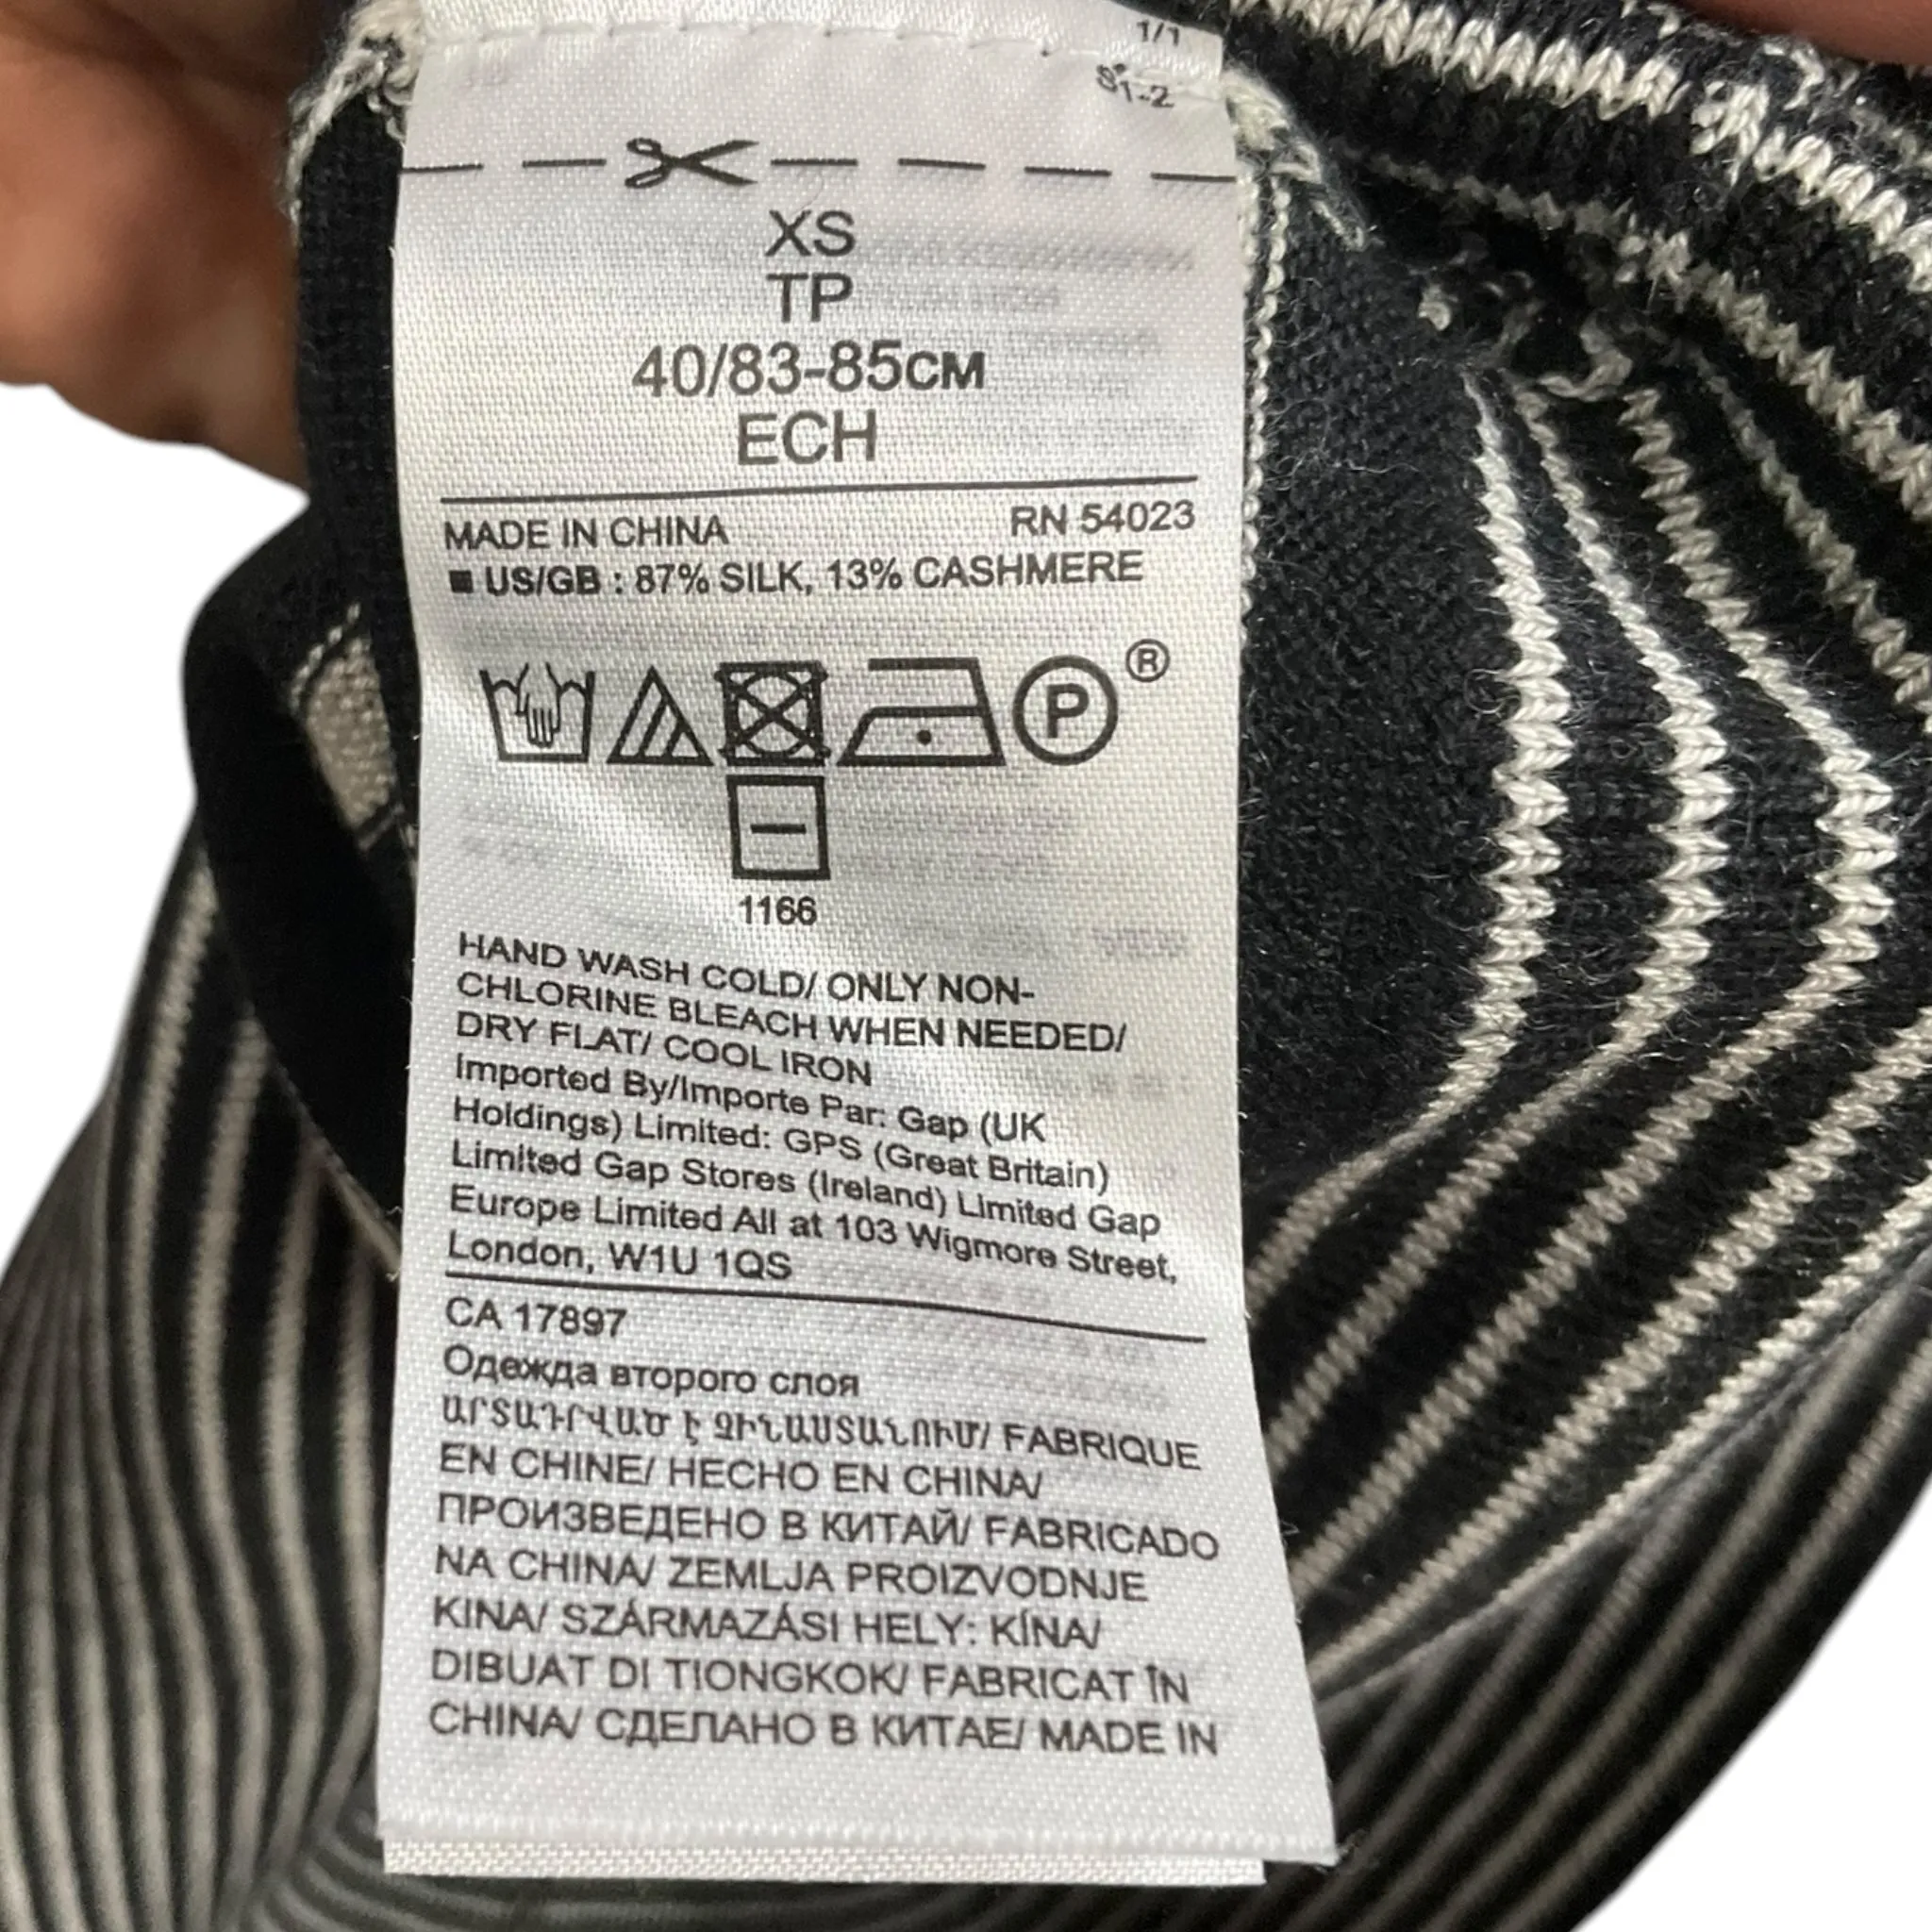 1/1
S1-2
XS
TP
40/83-85CM
ECH
MADE IN CHINA RN 54023
■ US/GB : 87% SILK, 13% CASHMERE
P®
1166
HAND WASH COLD/ ONLY NON-
CHLORINE BLEACH WHEN NEEDED/
DRY FLAT/ COOL IRON
Imported By/Importe Par: Gap (UK
Holdings) Limited: GPS (Great Britain)
Limited Gap Stores (Ireland) Limited Gap
Europe Limited All at 103 Wigmore Street,
London, W1U 1QS
CA 17897
Одежда второго слоя
ԱՐՏԱԴՐՎԱԾ Է ՉԻՆԱՍՏԱՆՈՒՄ/ FABRIQUE
EN CHINE/ HECHO EN CHINA/
ПРОИЗВЕДЕНО В КИТАЙ/ FABRICADO
NA CHINA/ ZEMLJA PROIZVODNJE
KINA/ SZÁRMAZÁSI HELY: KÍNA/
DIBUAT DI TIONGKOK/ FABRICAT ÎN
CHINA/ СДЕЛАНО В КИТАЕ/ MADE IN